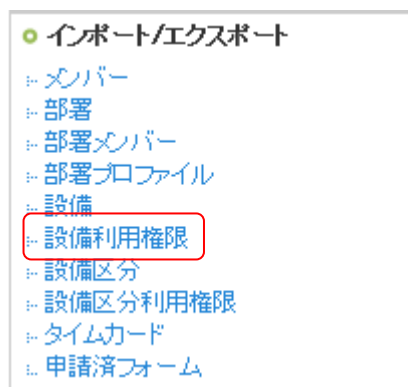 インポート/エクスポート
メンバー
部署
部署メンバー
部署プロファイル
設備
設備利用権限
設備区分
設備区分利用権限
タイムカード
申請済フォーム